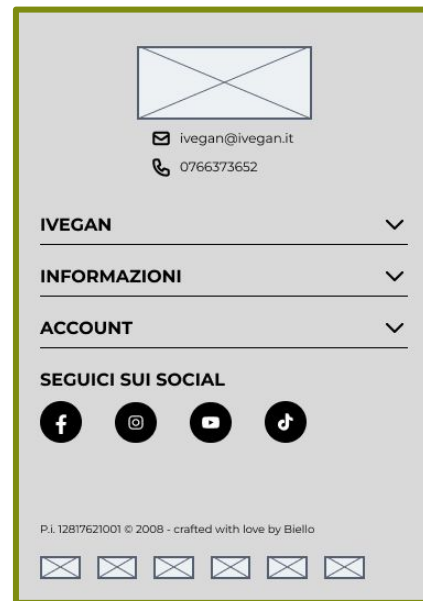 ivegan@ivegan.it
0766373652
IVEGAN
INFORMAZIONI
ACCOUNT
SEGUICI SUI SOCIAL
P.i. 12817621001 © 2008 - crafted with love by Biello